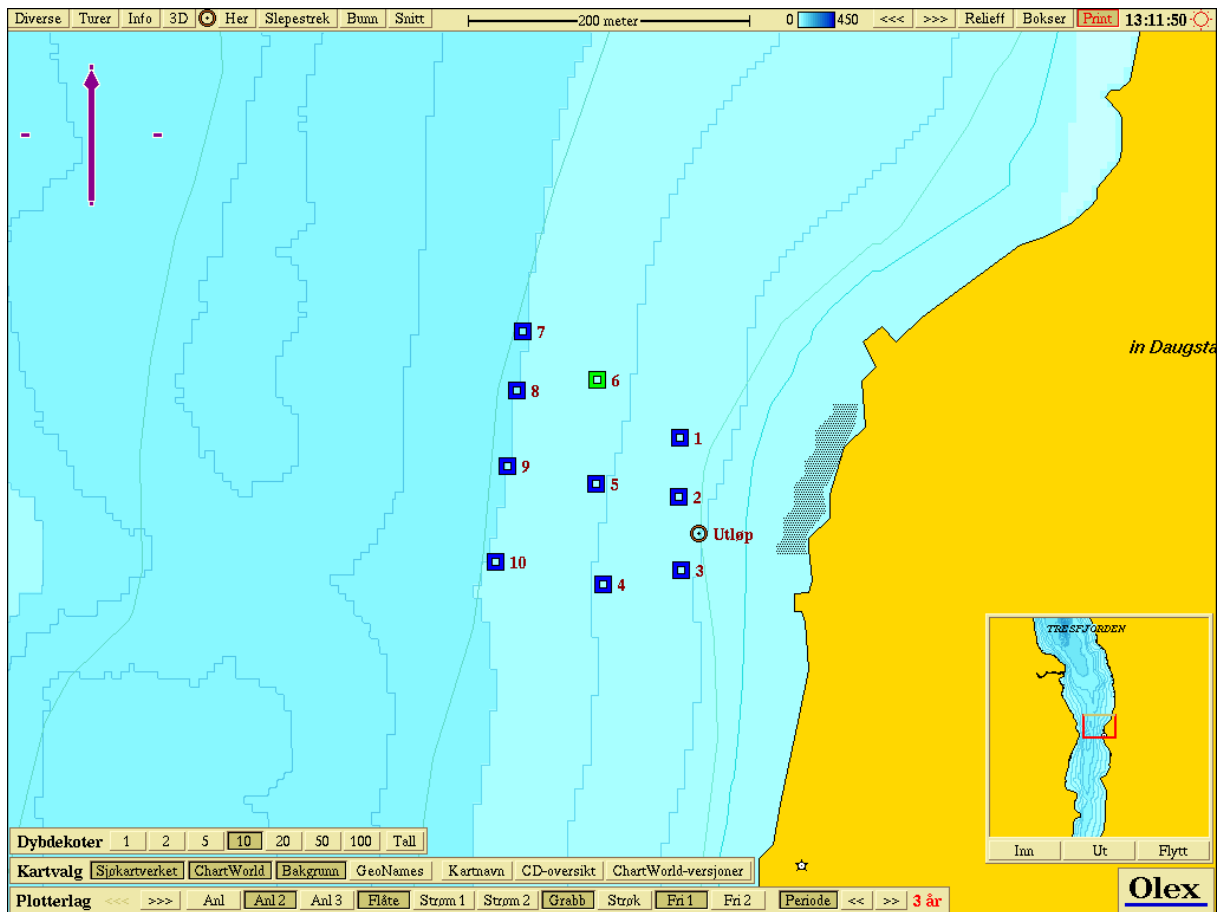 Diverse Turer Info 3D Her Slepestrek Bunn Snitt 200 meter 0 450 <<< >>> Relieff Bokser Print 13:11:50
in Daugsta
7
6
8
1
9
5
2
Utløp
10
3
4
TRESFJORDEN
Dybdekoter 1 2 5 10 20 50 100 Tall
Inn Ut Flytt
Kartvalg Sjøkartverket ChartWorld Bakgrunn GeoNames Kartnavn CD-oversikt ChartWorld-versjoner
Plotterlag <<< >>> Anl Anl 2 Anl 3 Flåte Strøm 1 Strøm 2 Grabb Strøk Fri 1 Fri 2 Periode << >> 3 år
Olex